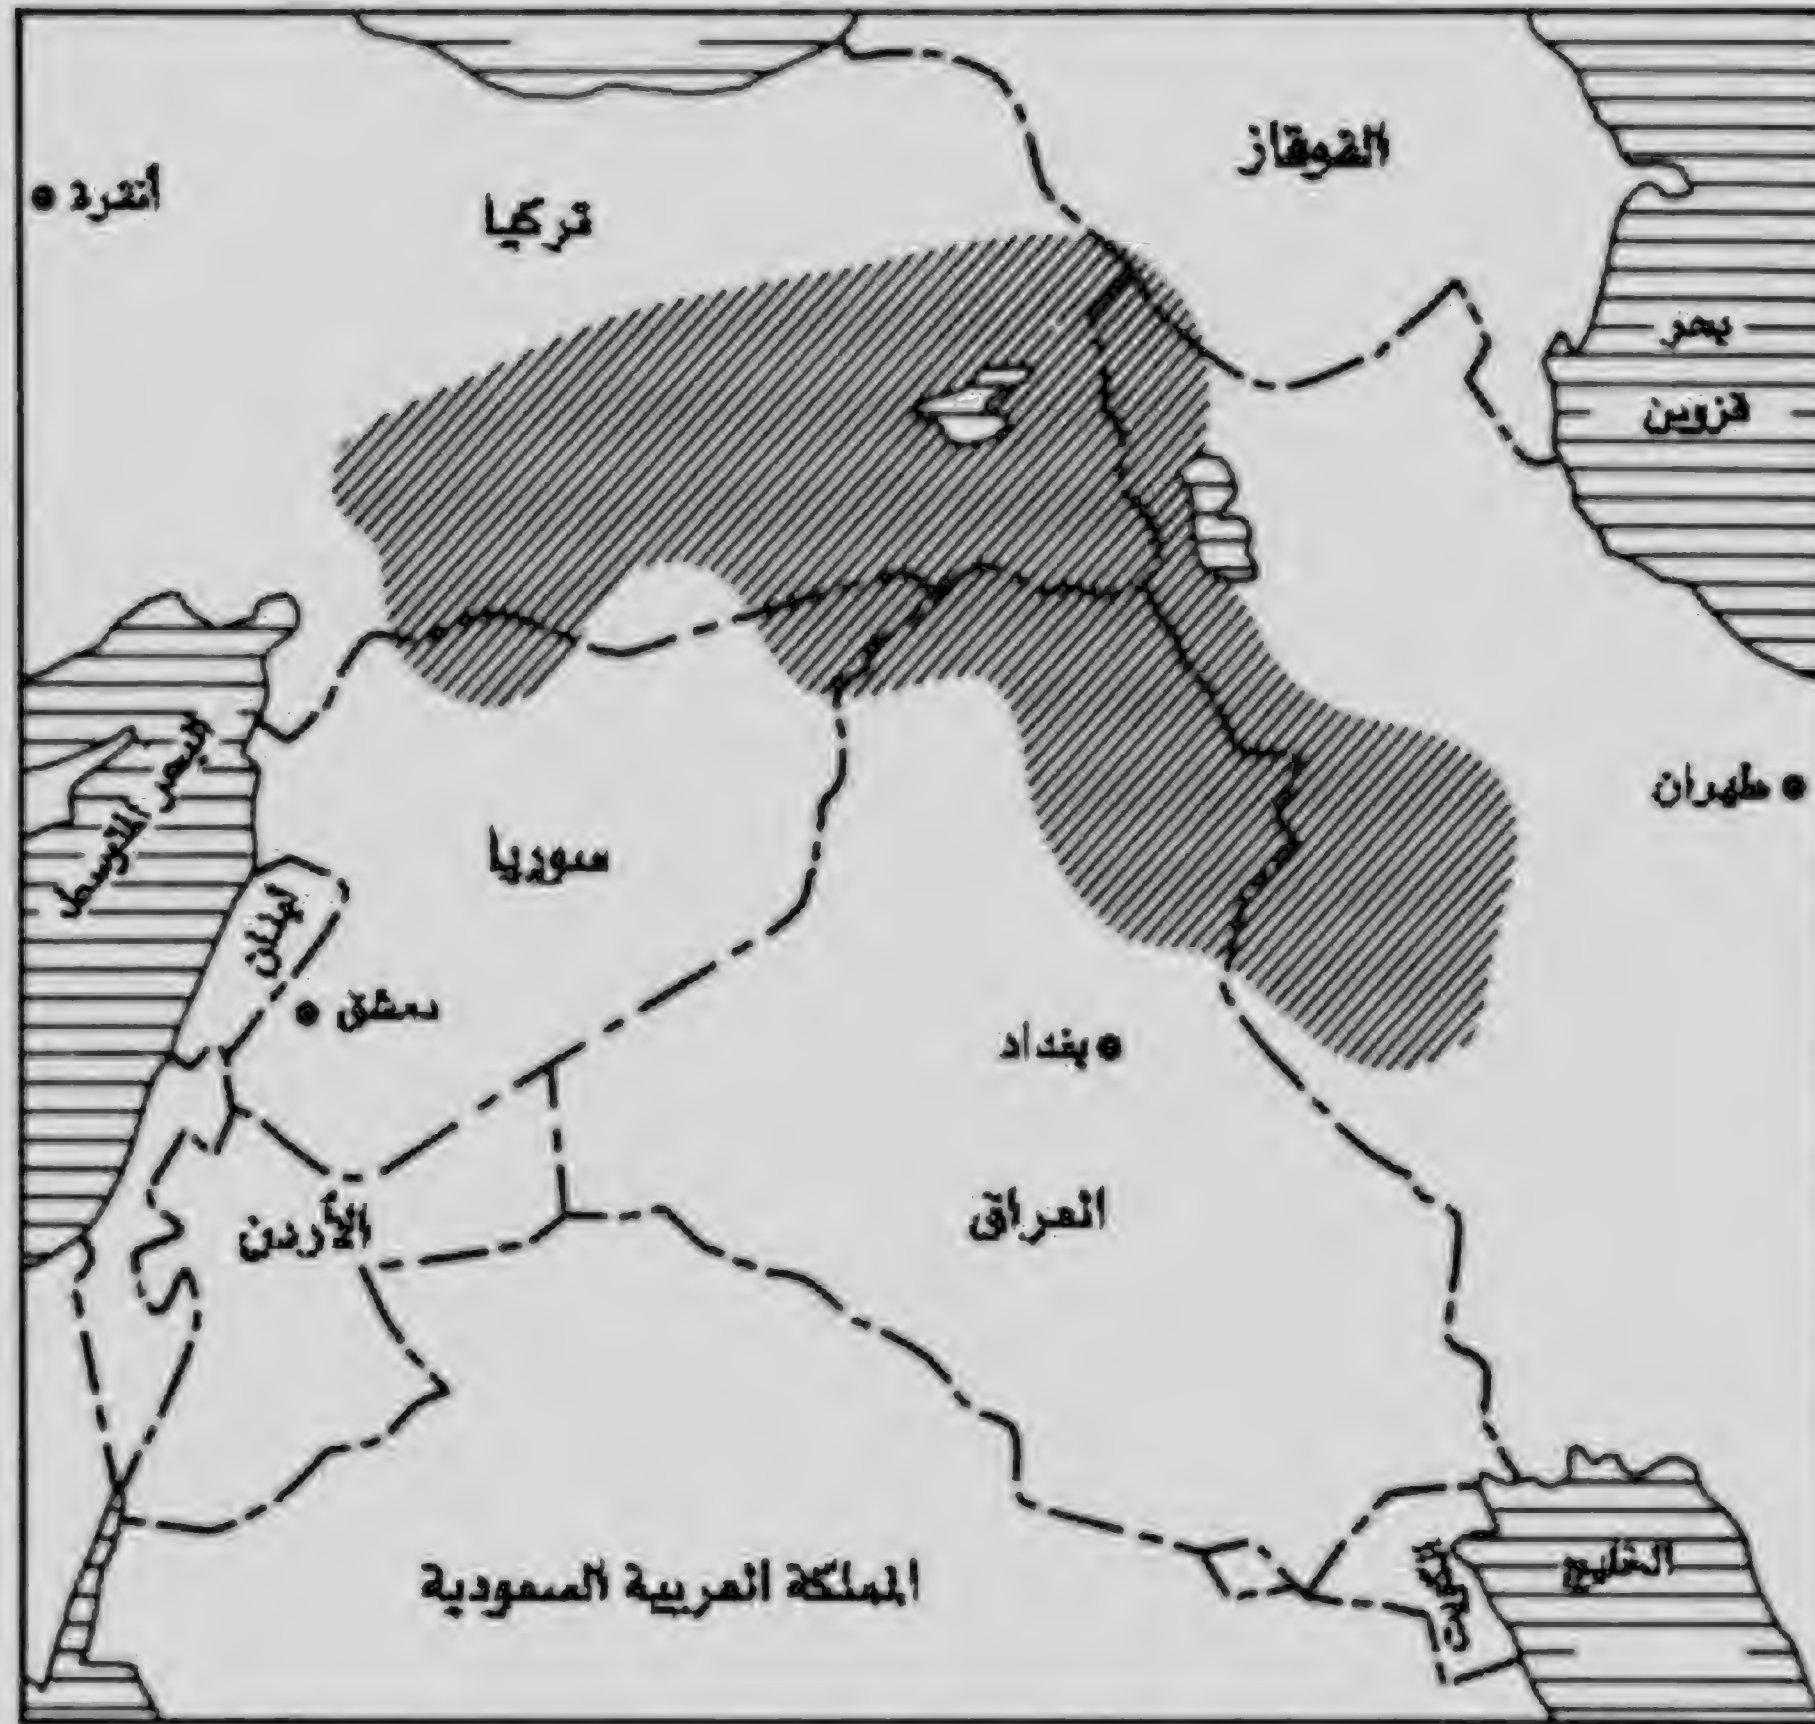 القوقاز
أنقرة
تركيا
بحر
قزوين
طهران
البحر المتوسط
سوريا
لبنان
دمشق
بغداد
العراق
الأردن
المملكة العربية السعودية
الكويت
الخليج